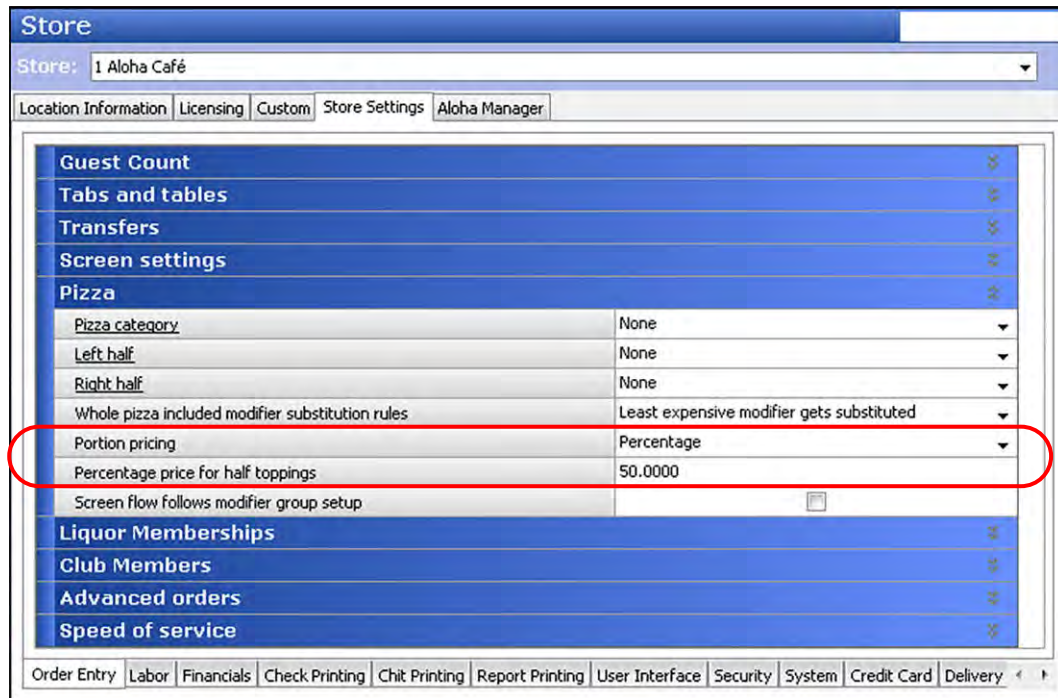 Store
Store: 1 Aloha Café
Location Information Licensing Custom Store Settings Aloha Manager
Guest Count
Tabs and tables
Transfers
Screen settings
Pizza
Pizza category None
Left half None
Right half None
Whole pizza included modifier substitution rules Least expensive modifier gets substituted
Portion pricing Percentage
Percentage price for half toppings 50.0000
Screen flow follows modifier group setup
Liquor Memberships
Club Members
Advanced orders
Speed of service
Order Entry Labor Financials Check Printing Chit Printing Report Printing User Interface Security System Credit Card Delivery